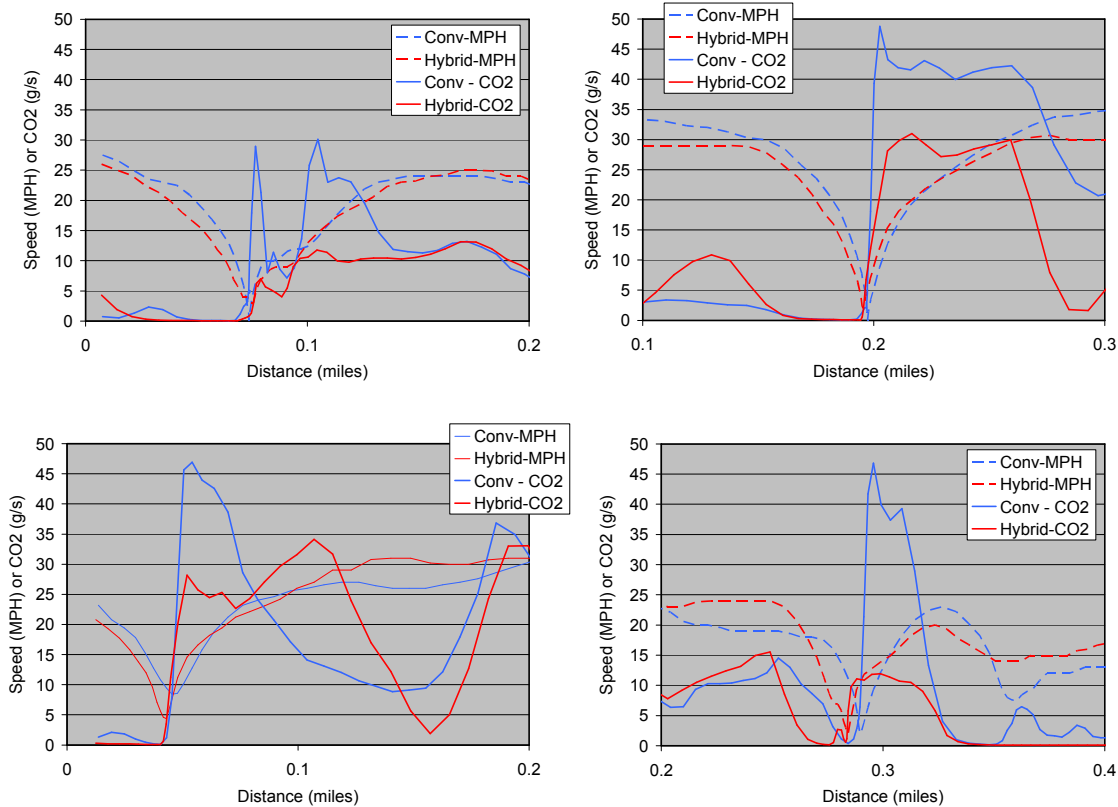 Speed (MPH) or CO2 (g/s)
50
45
40
35
30
25
20
15
10
5
0
Conv-MPH
Hybrid-MPH
Conv - CO2
Hybrid-CO2
0 0.1 0.2
Distance (miles)
Speed (MPH) or CO2 (g/s)
50
45
40
35
30
25
20
15
10
5
0
Conv-MPH
Hybrid-MPH
Conv - CO2
Hybrid-CO2
0.1 0.2 0.3
Distance (miles)
Speed (MPH) or CO2 (g/s)
50
45
40
35
30
25
20
15
10
5
0
Conv-MPH
Hybrid-MPH
Conv - CO2
Hybrid-CO2
0 0.1 0.2
Distance (miles)
Speed (MPH) or CO2 (g/s)
50
45
40
35
30
25
20
15
10
5
0
Conv-MPH
Hybrid-MPH
Conv - CO2
Hybrid-CO2
0.2 0.3 0.4
Distance (miles)